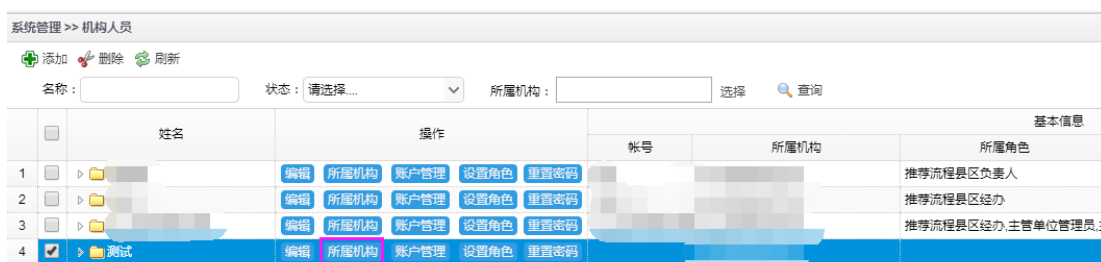 系统管理 >> 机构人员
添加 删除 刷新
名称： 状态： 请选择.... 所属机构： 选择 查询
姓名 操作 基本信息
帐号 所属机构 所属角色
1 编辑 所属机构 账户管理 设置角色 重置密码 推荐流程县区负责人
2 编辑 所属机构 账户管理 设置角色 重置密码 推荐流程县区经办
3 编辑 所属机构 账户管理 设置角色 重置密码 推荐流程县区经办,主管单位管理员,
4 测试 编辑 所属机构 账户管理 设置角色 重置密码